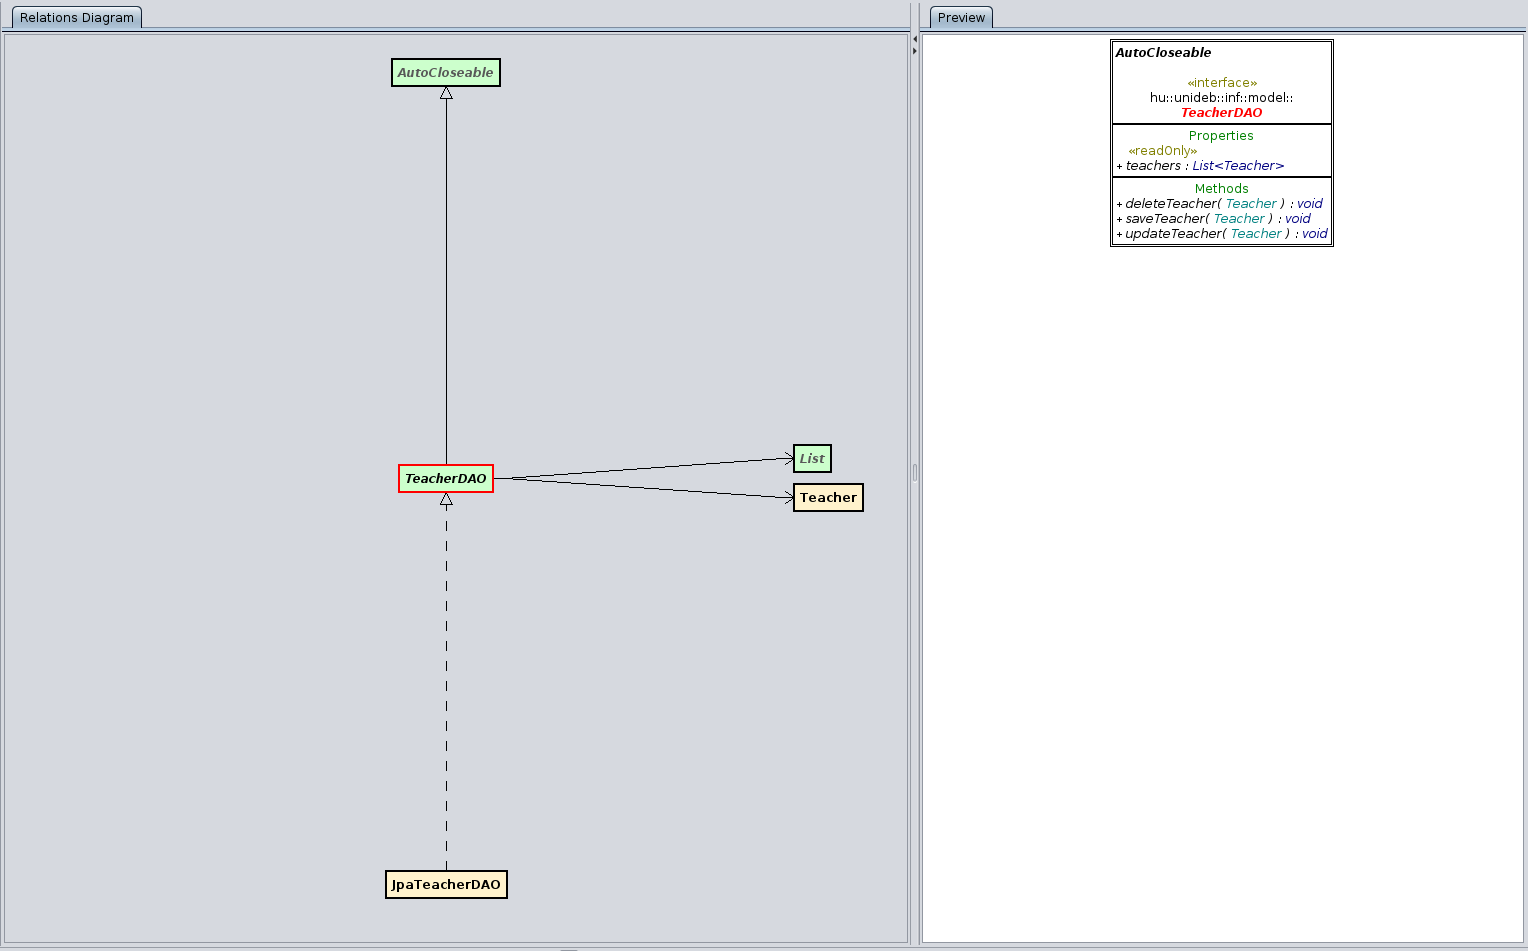 Relations Diagram
AutoCloseable
TeacherDAO
List
Teacher
JpaTeacherDAO
Preview
AutoCloseable
«interface»
hu::unideb::inf::model::
TeacherDAO
Properties
«readOnly»
+ teachers : List<Teacher>
Methods
+ deleteTeacher( Teacher ) : void
+ saveTeacher( Teacher ) : void
+ updateTeacher( Teacher ) : void